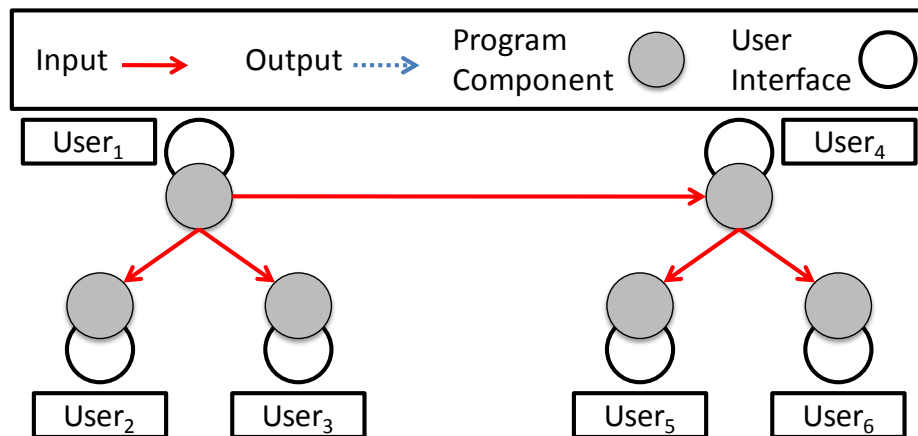 Input
Output
Program
Component
User
Interface
User₁
User₄
User₂
User₃
User₅
User₆